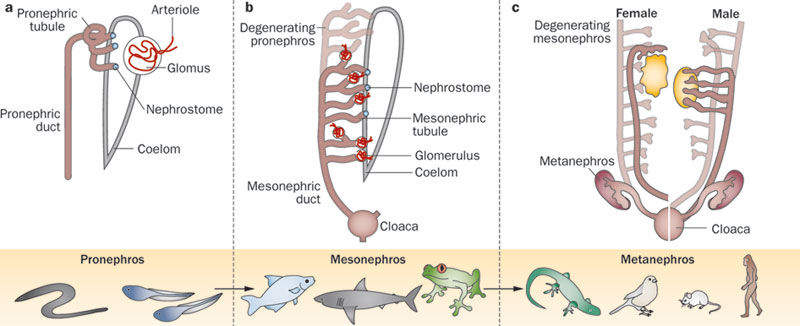 a
Pronephric
tubule
Arteriole
Glomus
Nephrostome
Pronephric
duct
Coelom
b
Degenerating
pronephros
Nephrostome
Mesonephric
tubule
Glomerulus
Coelom
Mesonephric
duct
Cloaca
c
Degenerating
mesonephros
Female
Male
Metanephros
Cloaca
Pronephros
Mesonephros
Metanephros